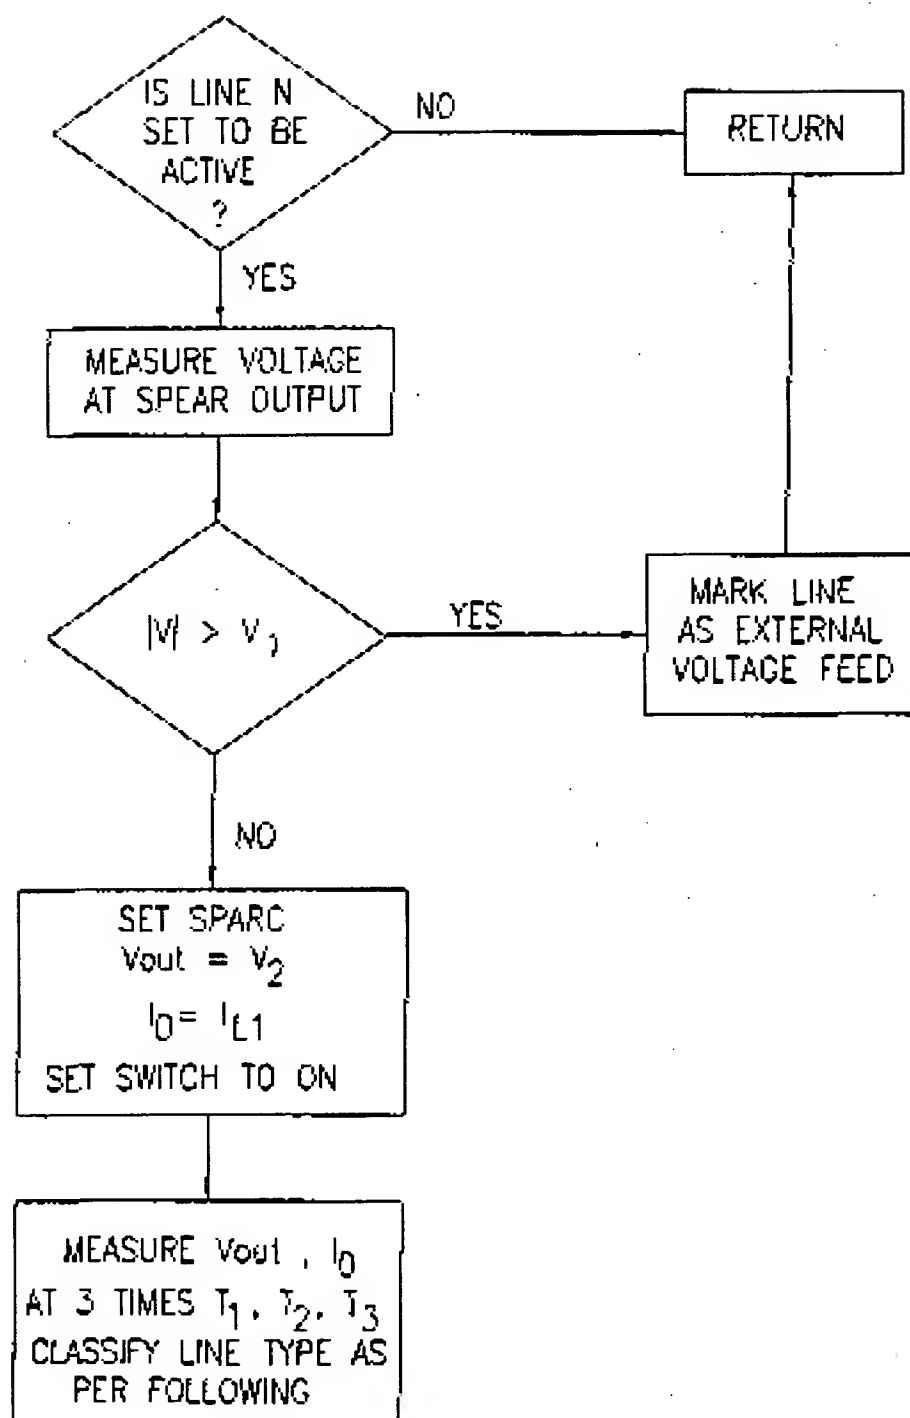 IS LINE N
SET TO BE
ACTIVE
?
NO
RETURN
YES
MEASURE VOLTAGE
AT SPEAR OUTPUT
|V| > V1
YES
MARK LINE
AS EXTERNAL
VOLTAGE FEED
NO
SET SPARC
Vout = V2
I0 = IL1
SET SWITCH TO ON
MEASURE Vout , I0
AT 3 TIMES T1, T2, T3
CLASSIFY LINE TYPE AS
PER FOLLOWING